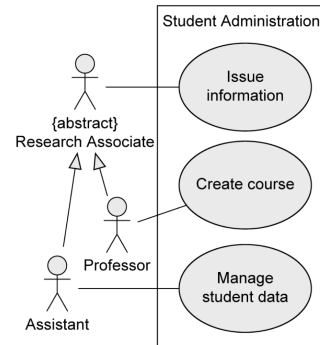 Student Administration
Issue
information
{abstract}
Research Associate
Create course
Professor
Manage
student data
Assistant